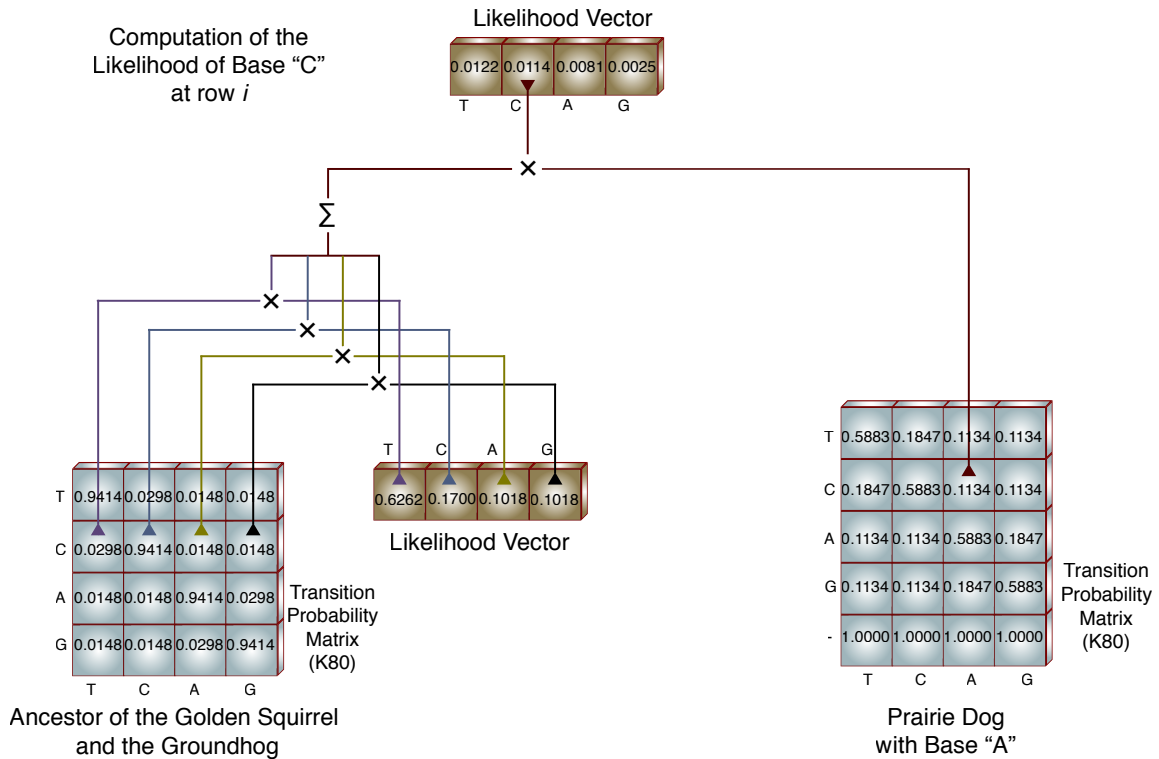 Likelihood Vector
Computation of the
Likelihood of Base “C”
at row i
0.0122 0.0114 0.0081 0.0025
T C A G
×
Σ
×
×
×
×
T C A G
0.6262 0.1700 0.1018 0.1018
Likelihood Vector
T 0.9414 0.0298 0.0148 0.0148
C 0.0298 0.9414 0.0148 0.0148
A 0.0148 0.0148 0.9414 0.0298
G 0.0148 0.0148 0.0298 0.9414
T C A G
Transition
Probability
Matrix
(K80)
Ancestor of the Golden Squirrel
and the Groundhog
T 0.5883 0.1847 0.1134 0.1134
C 0.1847 0.5883 0.1134 0.1134
A 0.1134 0.1134 0.5883 0.1847
G 0.1134 0.1134 0.1847 0.5883
- 1.0000 1.0000 1.0000 1.0000
T C A G
Transition
Probability
Matrix
(K80)
Prairie Dog
with Base “A”